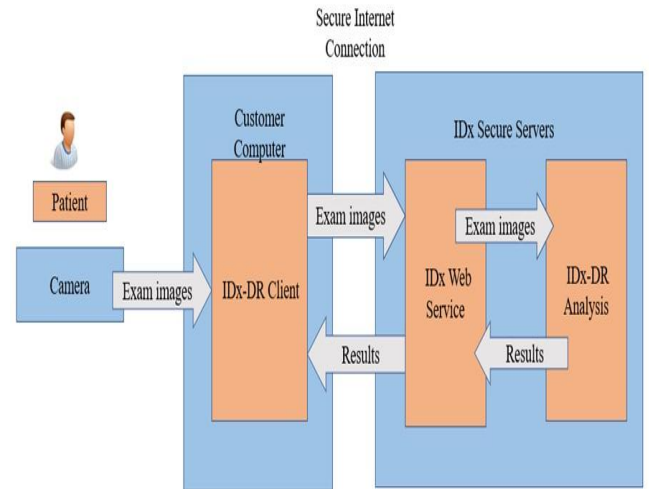 Secure Internet
Connection
Customer
Computer
IDx Secure Servers
Patient
Camera
Exam images
IDx-DR Client
Exam images
Results
IDx Web
Service
Exam images
Results
IDx-DR
Analysis